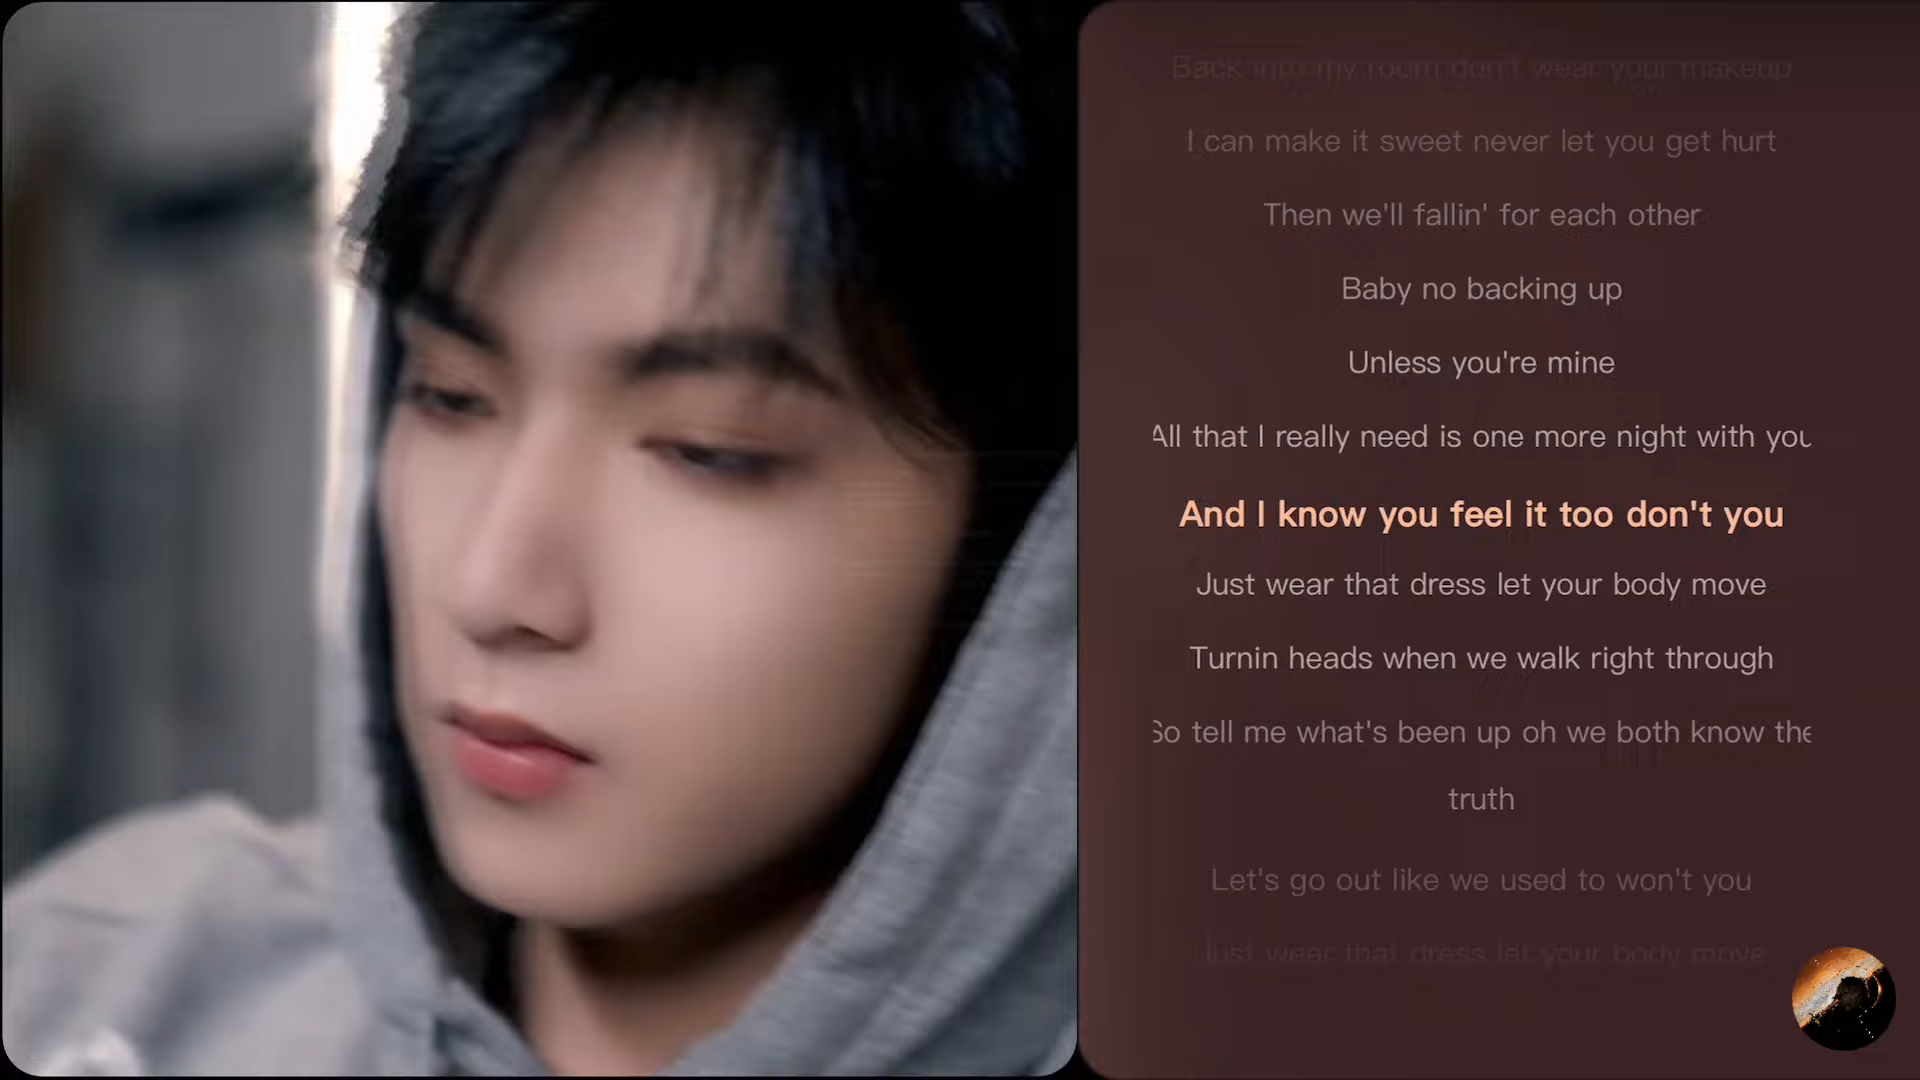 Back into my room don't wear your makeup
I can make it sweet never let you get hurt
Then we'll fallin' for each other
Baby no backing up
Unless you're mine
All that I really need is one more night with you
And I know you feel it too don't you
Just wear that dress let your body move
Turnin heads when we walk right through
So tell me what's been up oh we both know the
truth
Let's go out like we used to won't you
Just wear that dress let your body move